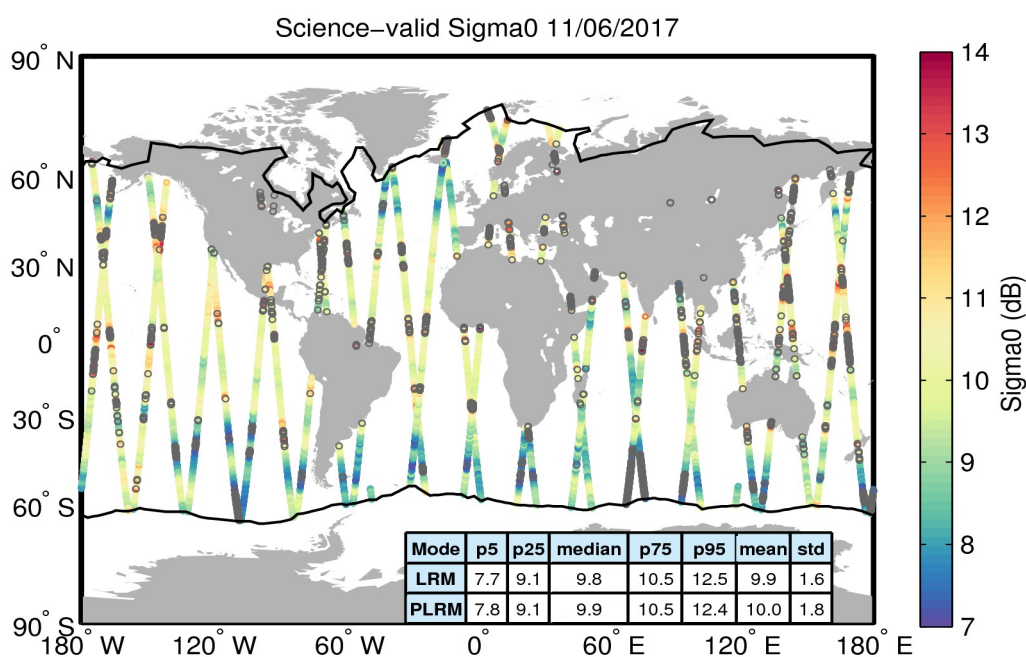 Science−valid Sigma0 11/06/2017
90° N
60° N
30° N
0°
30° S
60° S
90° S
180° W
120° W
60° W
0°
60° E
120° E
180° E
14
13
12
11
10
9
8
7
Sigma0 (dB)
Mode p5 p25 median p75 p95 mean std
LRM 7.7 9.1 9.8 10.5 12.5 9.9 1.6
PLRM 7.8 9.1 9.9 10.5 12.4 10.0 1.8